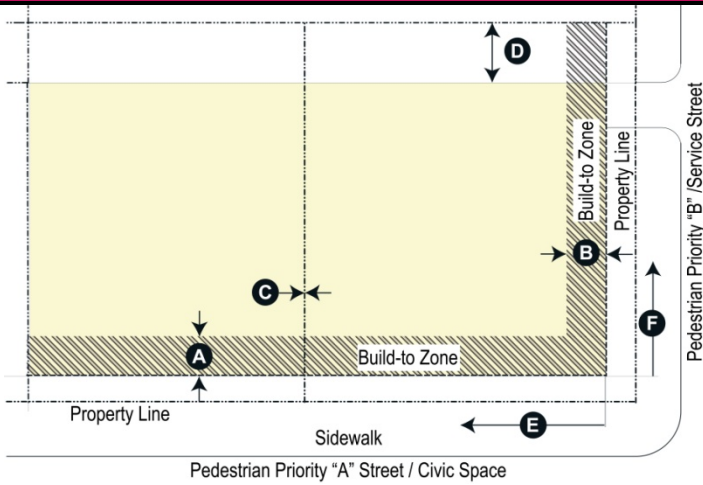 D
Build-to Zone
Property Line
Pedestrian Priority “B” /Service Street
B
C
F
A
Build-to Zone
Property Line
E
Sidewalk
Pedestrian Priority “A” Street / Civic Space